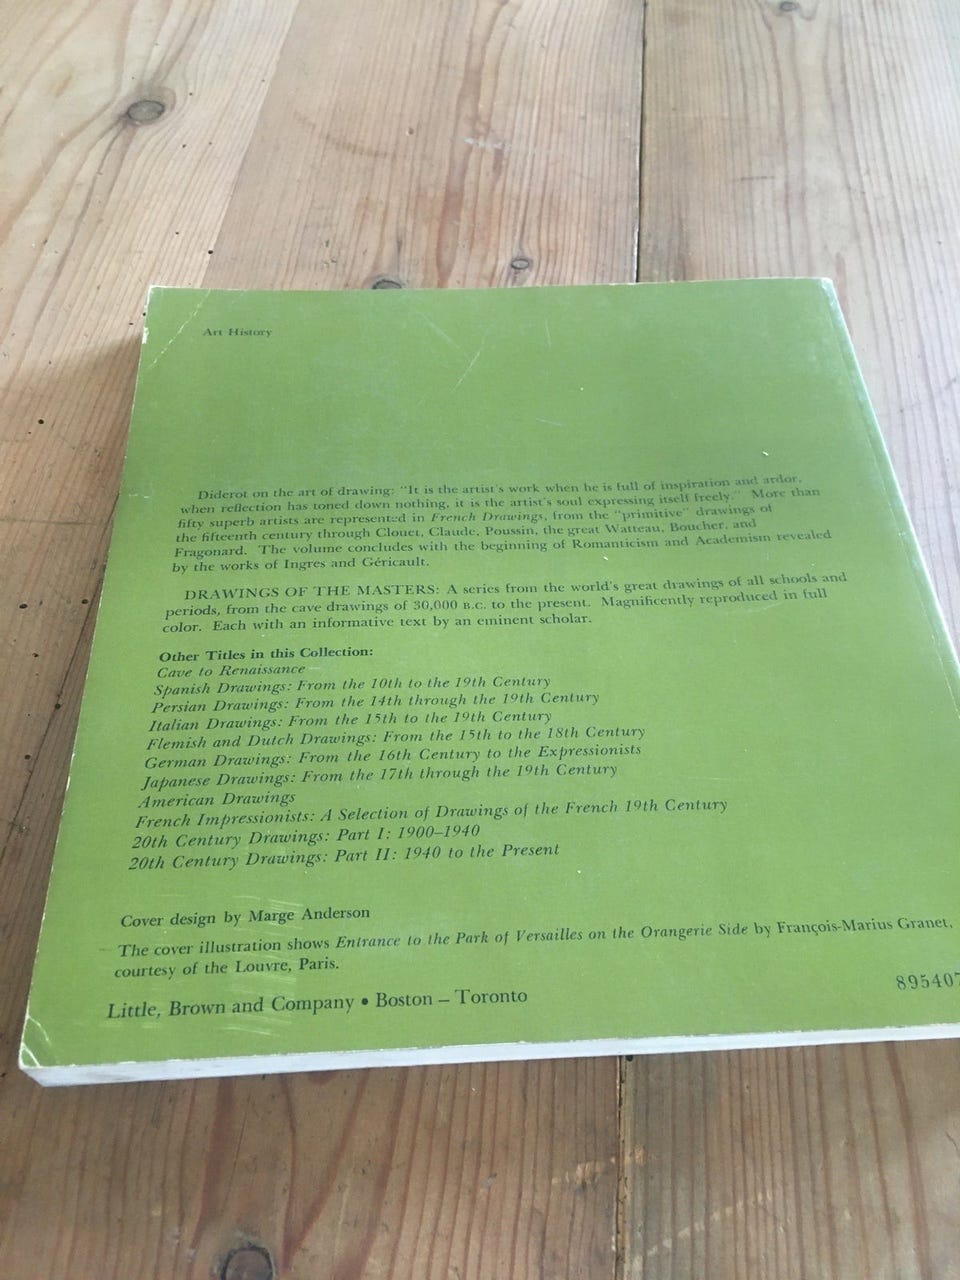 Art History
Diderot on the art of drawing: "It is the artist's work when he is full of inspiration and ardor,
when reflection has toned down nothing, it is the artist's soul expressing itself freely." More than
fifty superb artists are represented in French Drawings, from the "primitive" drawings of
the fifteenth century through Clouet, Claude, Poussin, the great Watteau, Boucher, and
Fragonard. The volume concludes with the beginning of Romanticism and Academism revealed
by the works of Ingres and Géricault.
DRAWINGS OF THE MASTERS: A series from the world's great drawings of all schools and
periods, from the cave drawings of 30,000 B.C. to the present. Magnificently reproduced in full
color. Each with an informative text by an eminent scholar.
Other Titles in this Collection:
Cave to Renaissance
Spanish Drawings: From the 10th to the 19th Century
Persian Drawings: From the 14th through the 19th Century
Italian Drawings: From the 15th to the 19th Century
Flemish and Dutch Drawings: From the 15th to the 18th Century
German Drawings: From the 16th Century to the Expressionists
Japanese Drawings: From the 17th through the 19th Century
American Drawings
French Impressionists: A Selection of Drawings of the French 19th Century
20th Century Drawings: Part I: 1900–1940
20th Century Drawings: Part II: 1940 to the Present
Cover design by Marge Anderson
The cover illustration shows Entrance to the Park of Versailles on the Orangerie Side by François-Marius Granet,
courtesy of the Louvre, Paris.
Little, Brown and Company • Boston – Toronto
895407